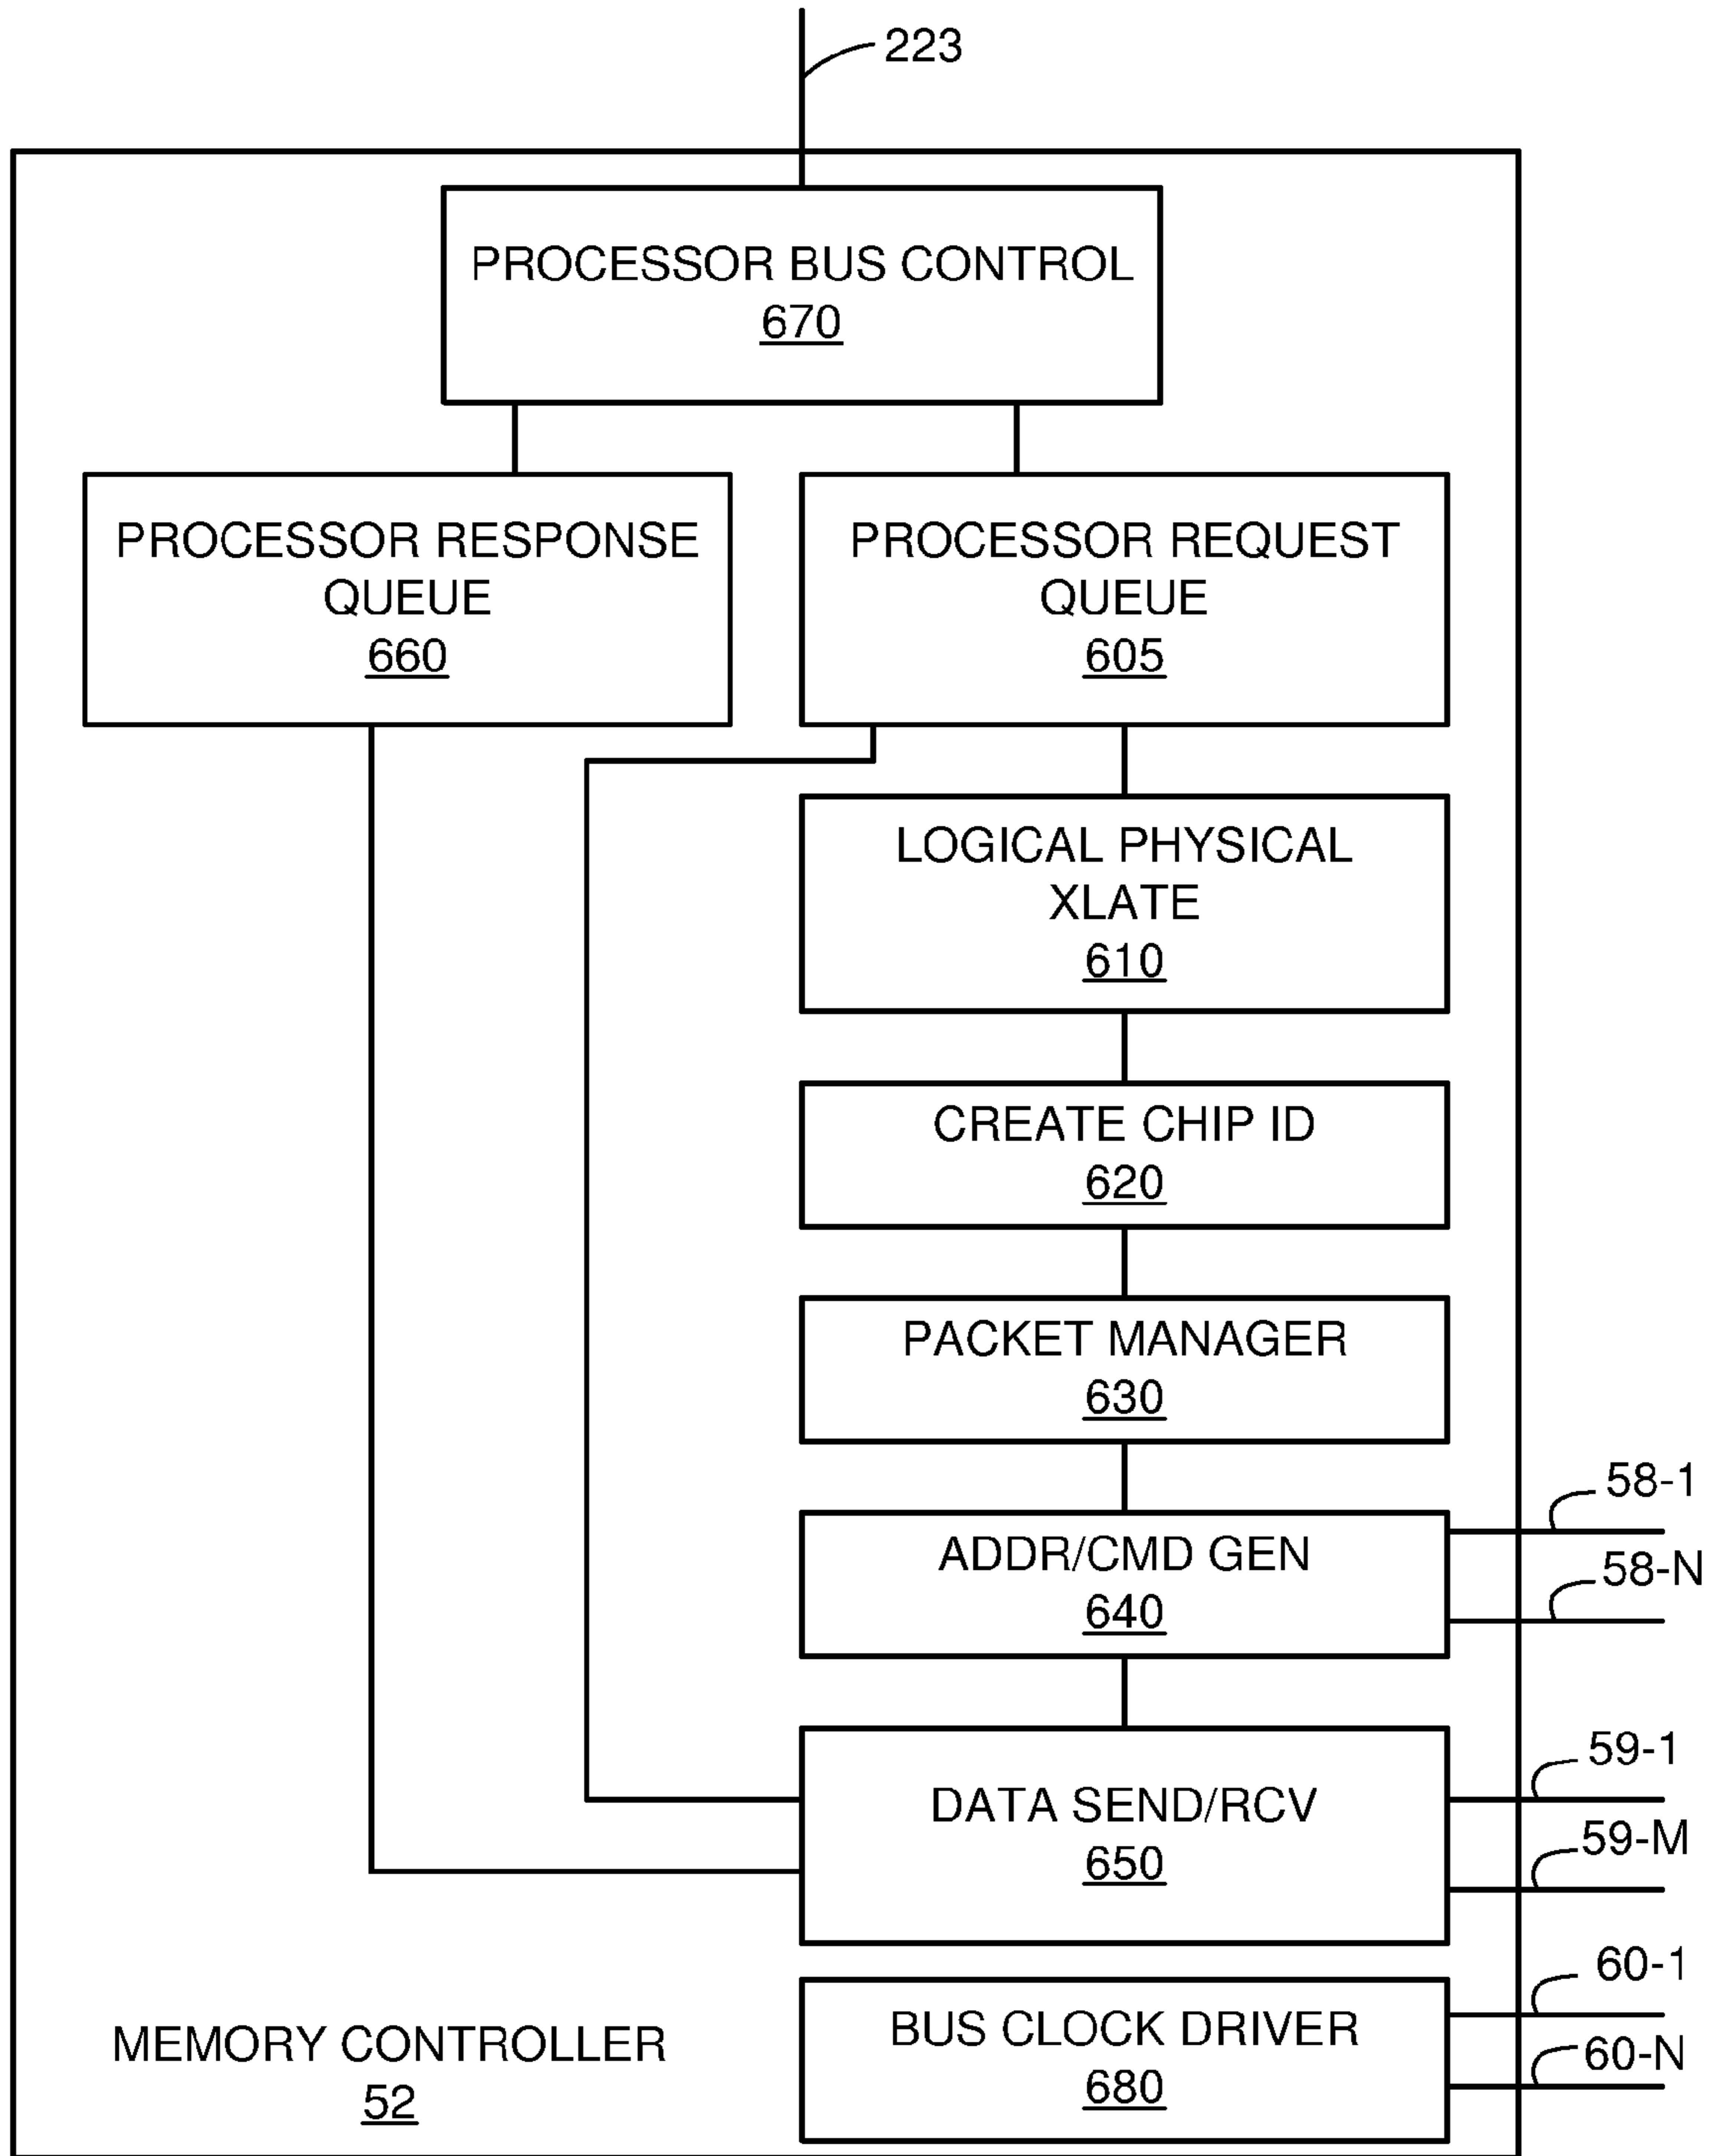 223
PROCESSOR BUS CONTROL
670
PROCESSOR RESPONSE
QUEUE
660
PROCESSOR REQUEST
QUEUE
605
LOGICAL PHYSICAL
XLATE
610
CREATE CHIP ID
620
PACKET MANAGER
630
ADDR/CMD GEN
640
58-1
58-N
DATA SEND/RCV
650
59-1
59-M
BUS CLOCK DRIVER
680
60-1
60-N
MEMORY CONTROLLER
52